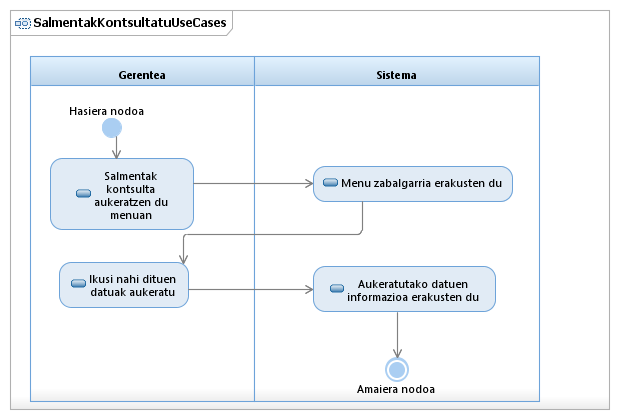 SalmentakKontsultatuUseCases
Gerentea
Sistema
Hasiera nodoa
Salmentak
kontsulta
aukeratzen du
menuan
Menu zabalgarria erakusten du
Ikusi nahi dituen
datuak aukeratu
Aukeratutako datuen
informazioa erakusten du
Amaiera nodoa